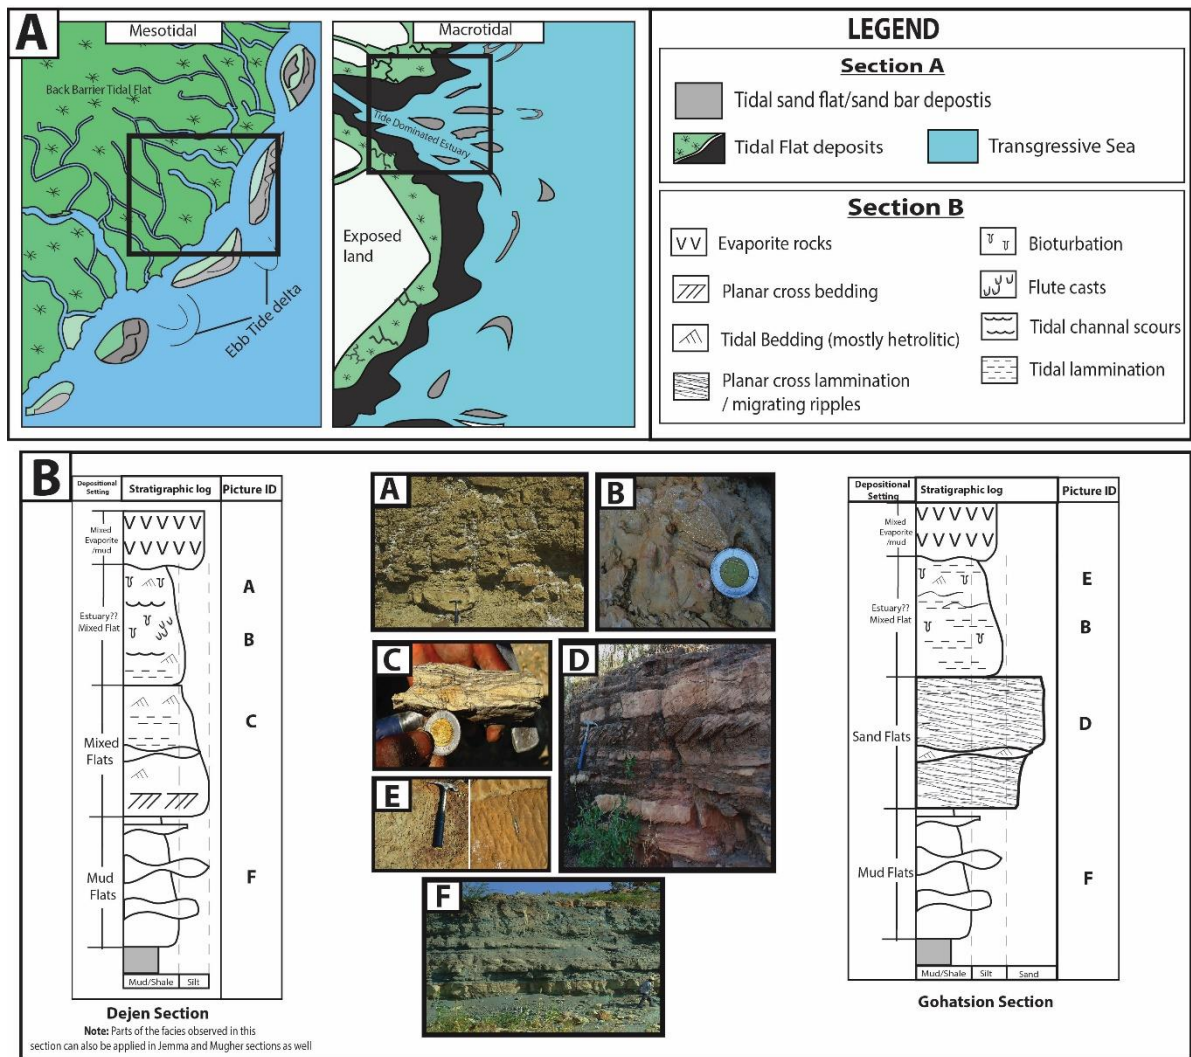 A
Mesotidal
Back Barrier Tidal Flat
Ebb Tide delta
Macrotidal
Tide Dominated Estuary
Exposed
land
LEGEND
Section A
Tidal sand flat/sand bar depostis
Tidal Flat deposits
Transgressive Sea
Section B
Evaporite rocks
Planar cross bedding
Tidal Bedding (mostly hetrolitic)
Planar cross lammination
/ migrating ripples
Bioturbation
Flute casts
Tidal channal scours
Tidal lammination
B
Depositional
Setting
Stratigraphic log
Picture ID
Mixed
Evaporite
/mud
Estuary??
Mixed Flat
Mixed
Flats
Mud
Flats
A
B
C
F
Mud/Shale
Silt
Dejen Section
Note: Parts of the facies observed in this
section can also be applied in Jemma and Mugher sections as well
A
B
C
D
E
F
Depositional
Setting
Stratigraphic log
Picture ID
Mixed
Evaporite
/mud
Estuary??
Mixed Flat
Sand Flats
Mud Flats
E
B
D
F
Mud/Shale
Silt
Sand
Gohatsion Section